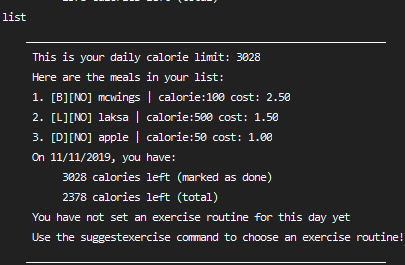 calories left (total)
list
This is your daily calorie limit: 3028
Here are the meals in your list:
1. [B][NO] mcwings | calorie:100 cost: 2.50
2. [L][NO] laksa | calorie:500 cost: 1.50
3. [D][NO] apple | calorie:50 cost: 1.00
On 11/11/2019, you have:
3028 calories left (marked as done)
2378 calories left (total)
You have not set an exercise routine for this day yet
Use the suggestexercise command to choose an exercise routine!